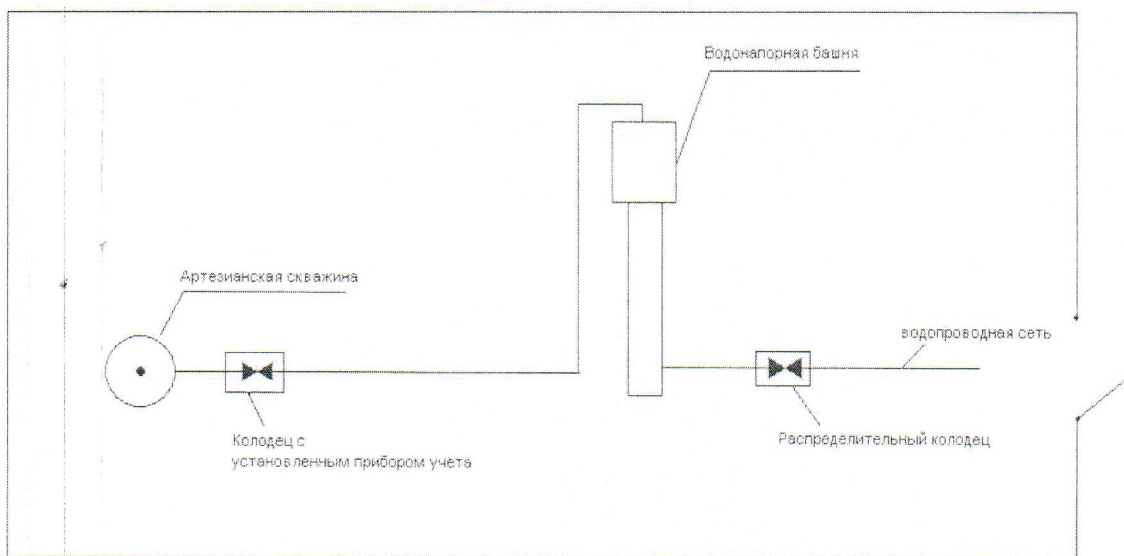 Водонапорная башня
Артезианская скважина
водопроводная сеть
Колодец с
установленным прибором учета
Распределительный колодец